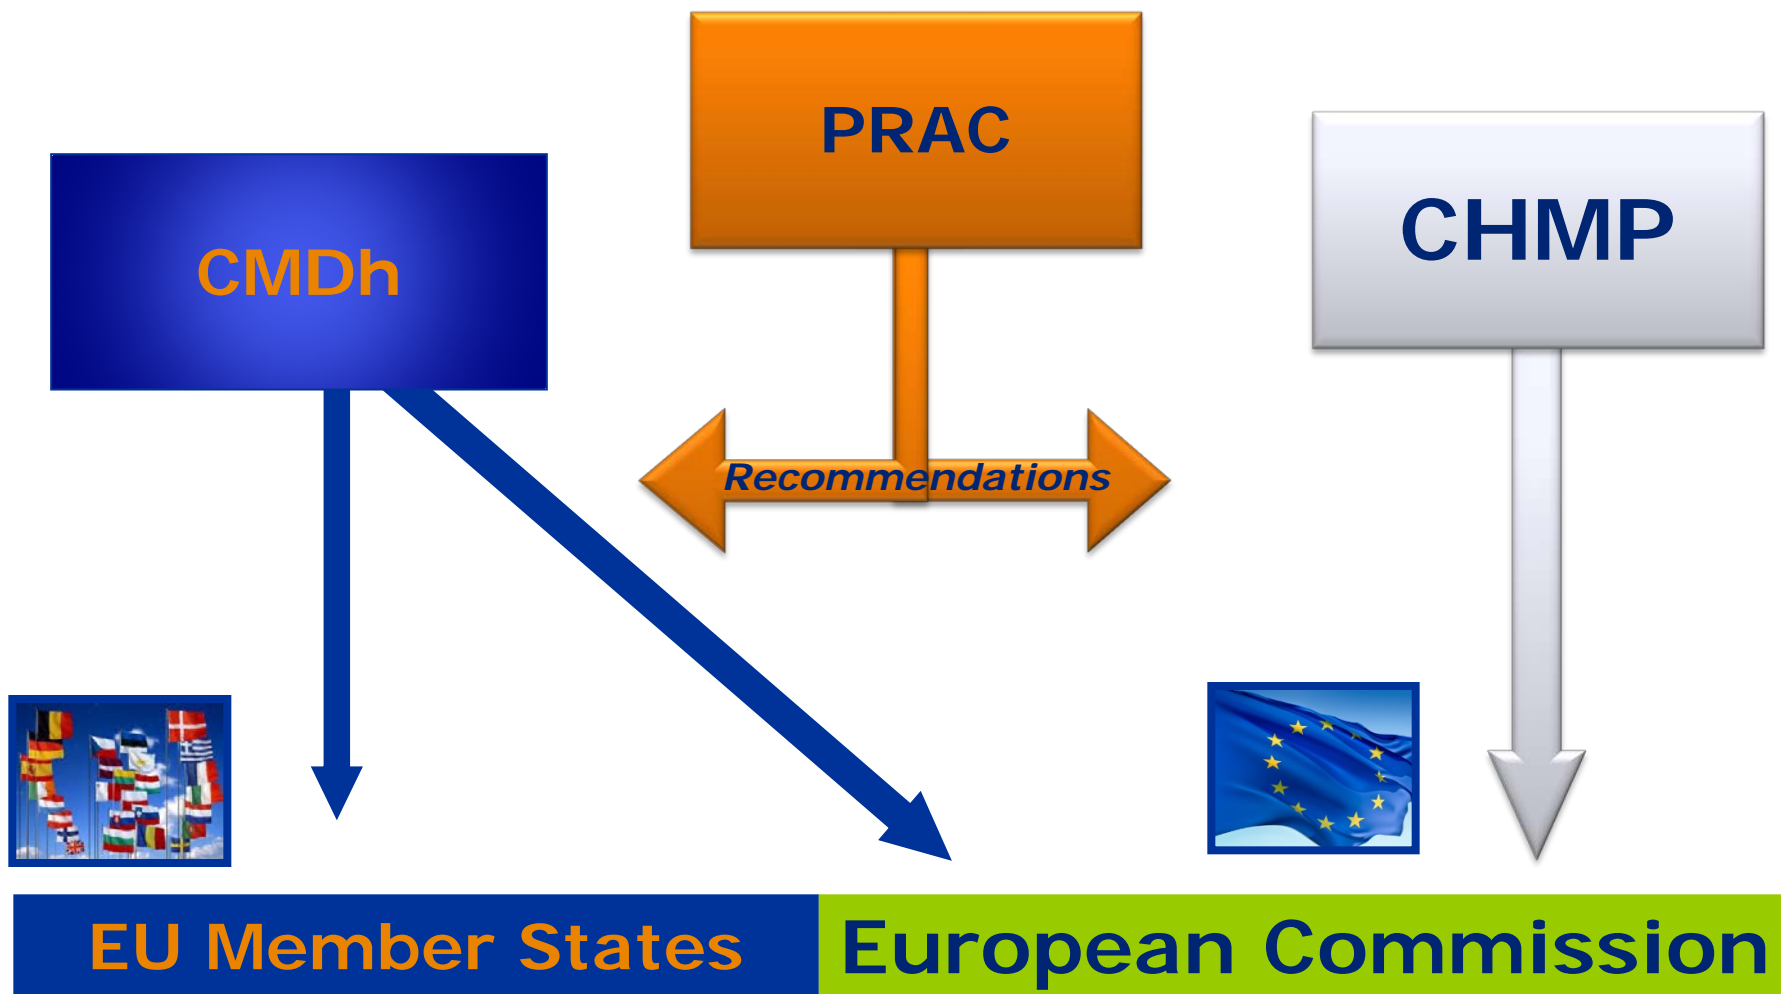 PRAC
CMDh
CHMP
Recommendations
EU Member States
European Commission